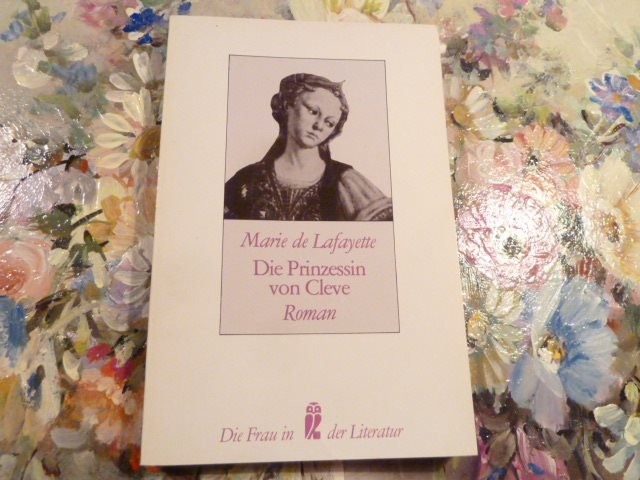 Marie de Lafayette
Die Prinzessin
von Cleve
Roman
Die Frau in der Literatur